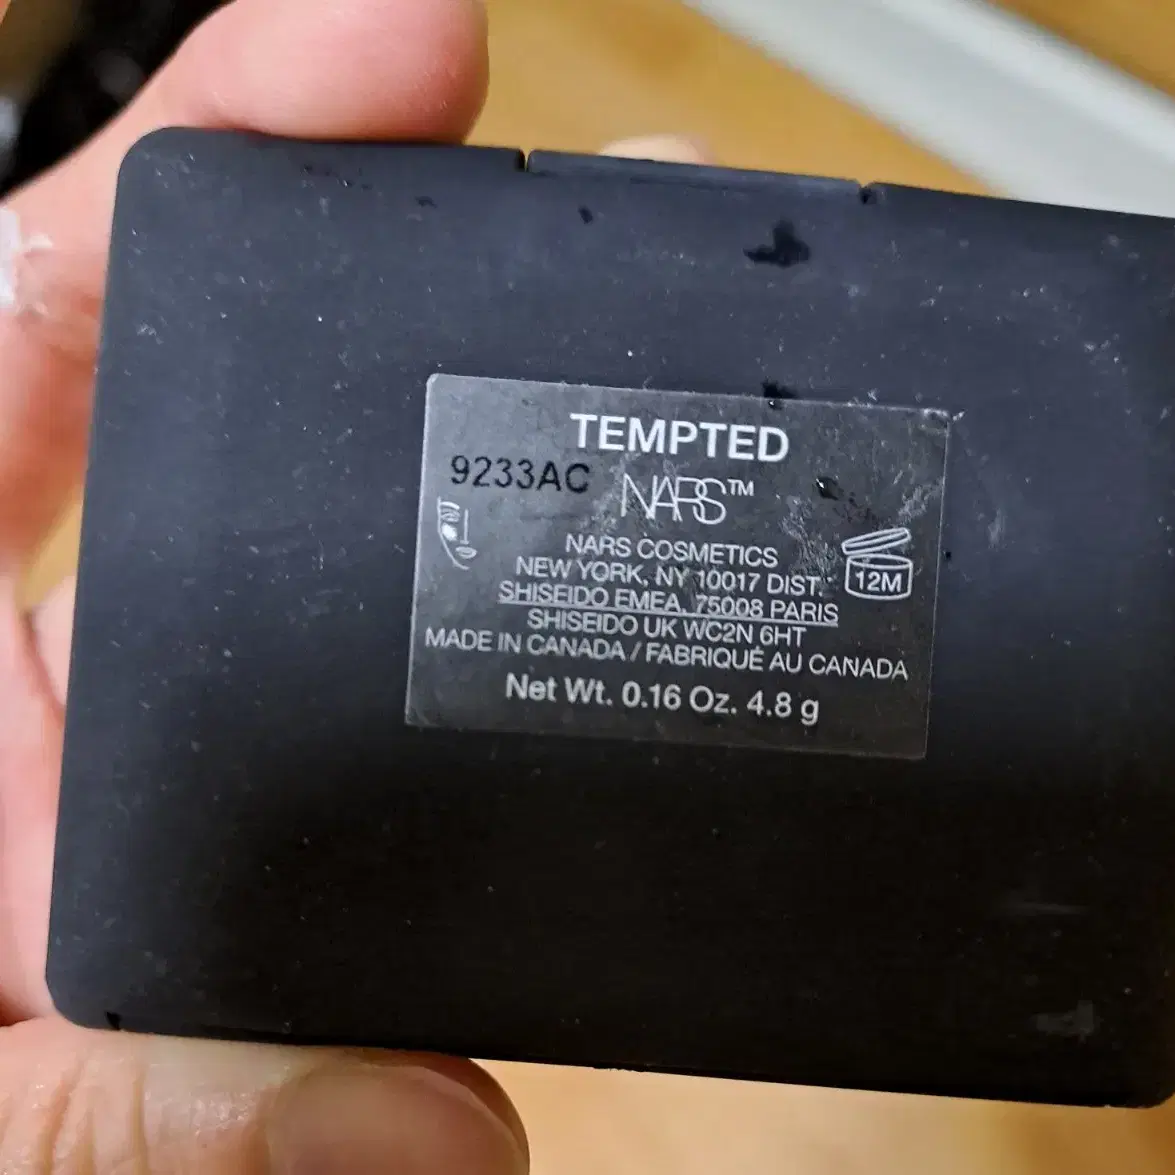 TEMPTED
9233AC
NARS™
NARS COSMETICS
NEW YORK, NY 10017 DIST.
SHISEIDO EMEA, 75008 PARIS
SHISEIDO UK WC2N 6HT
MADE IN CANADA / FABRIQUÉ AU CANADA
12M
Net Wt. 0.16 Oz. 4.8 g